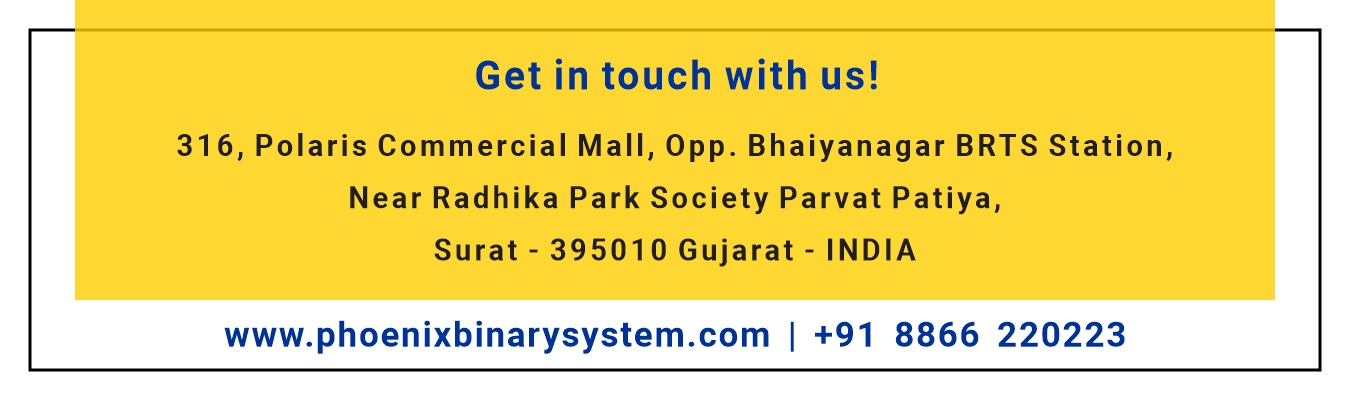 Get in touch with us!
316, Polaris Commercial Mall, Opp. Bhaiyanagar BRTS Station,
Near Radhika Park Society Parvat Patiya,
Surat - 395010 Gujarat - INDIA
www.phoenixbinarysystem.com | +91 8866 220223